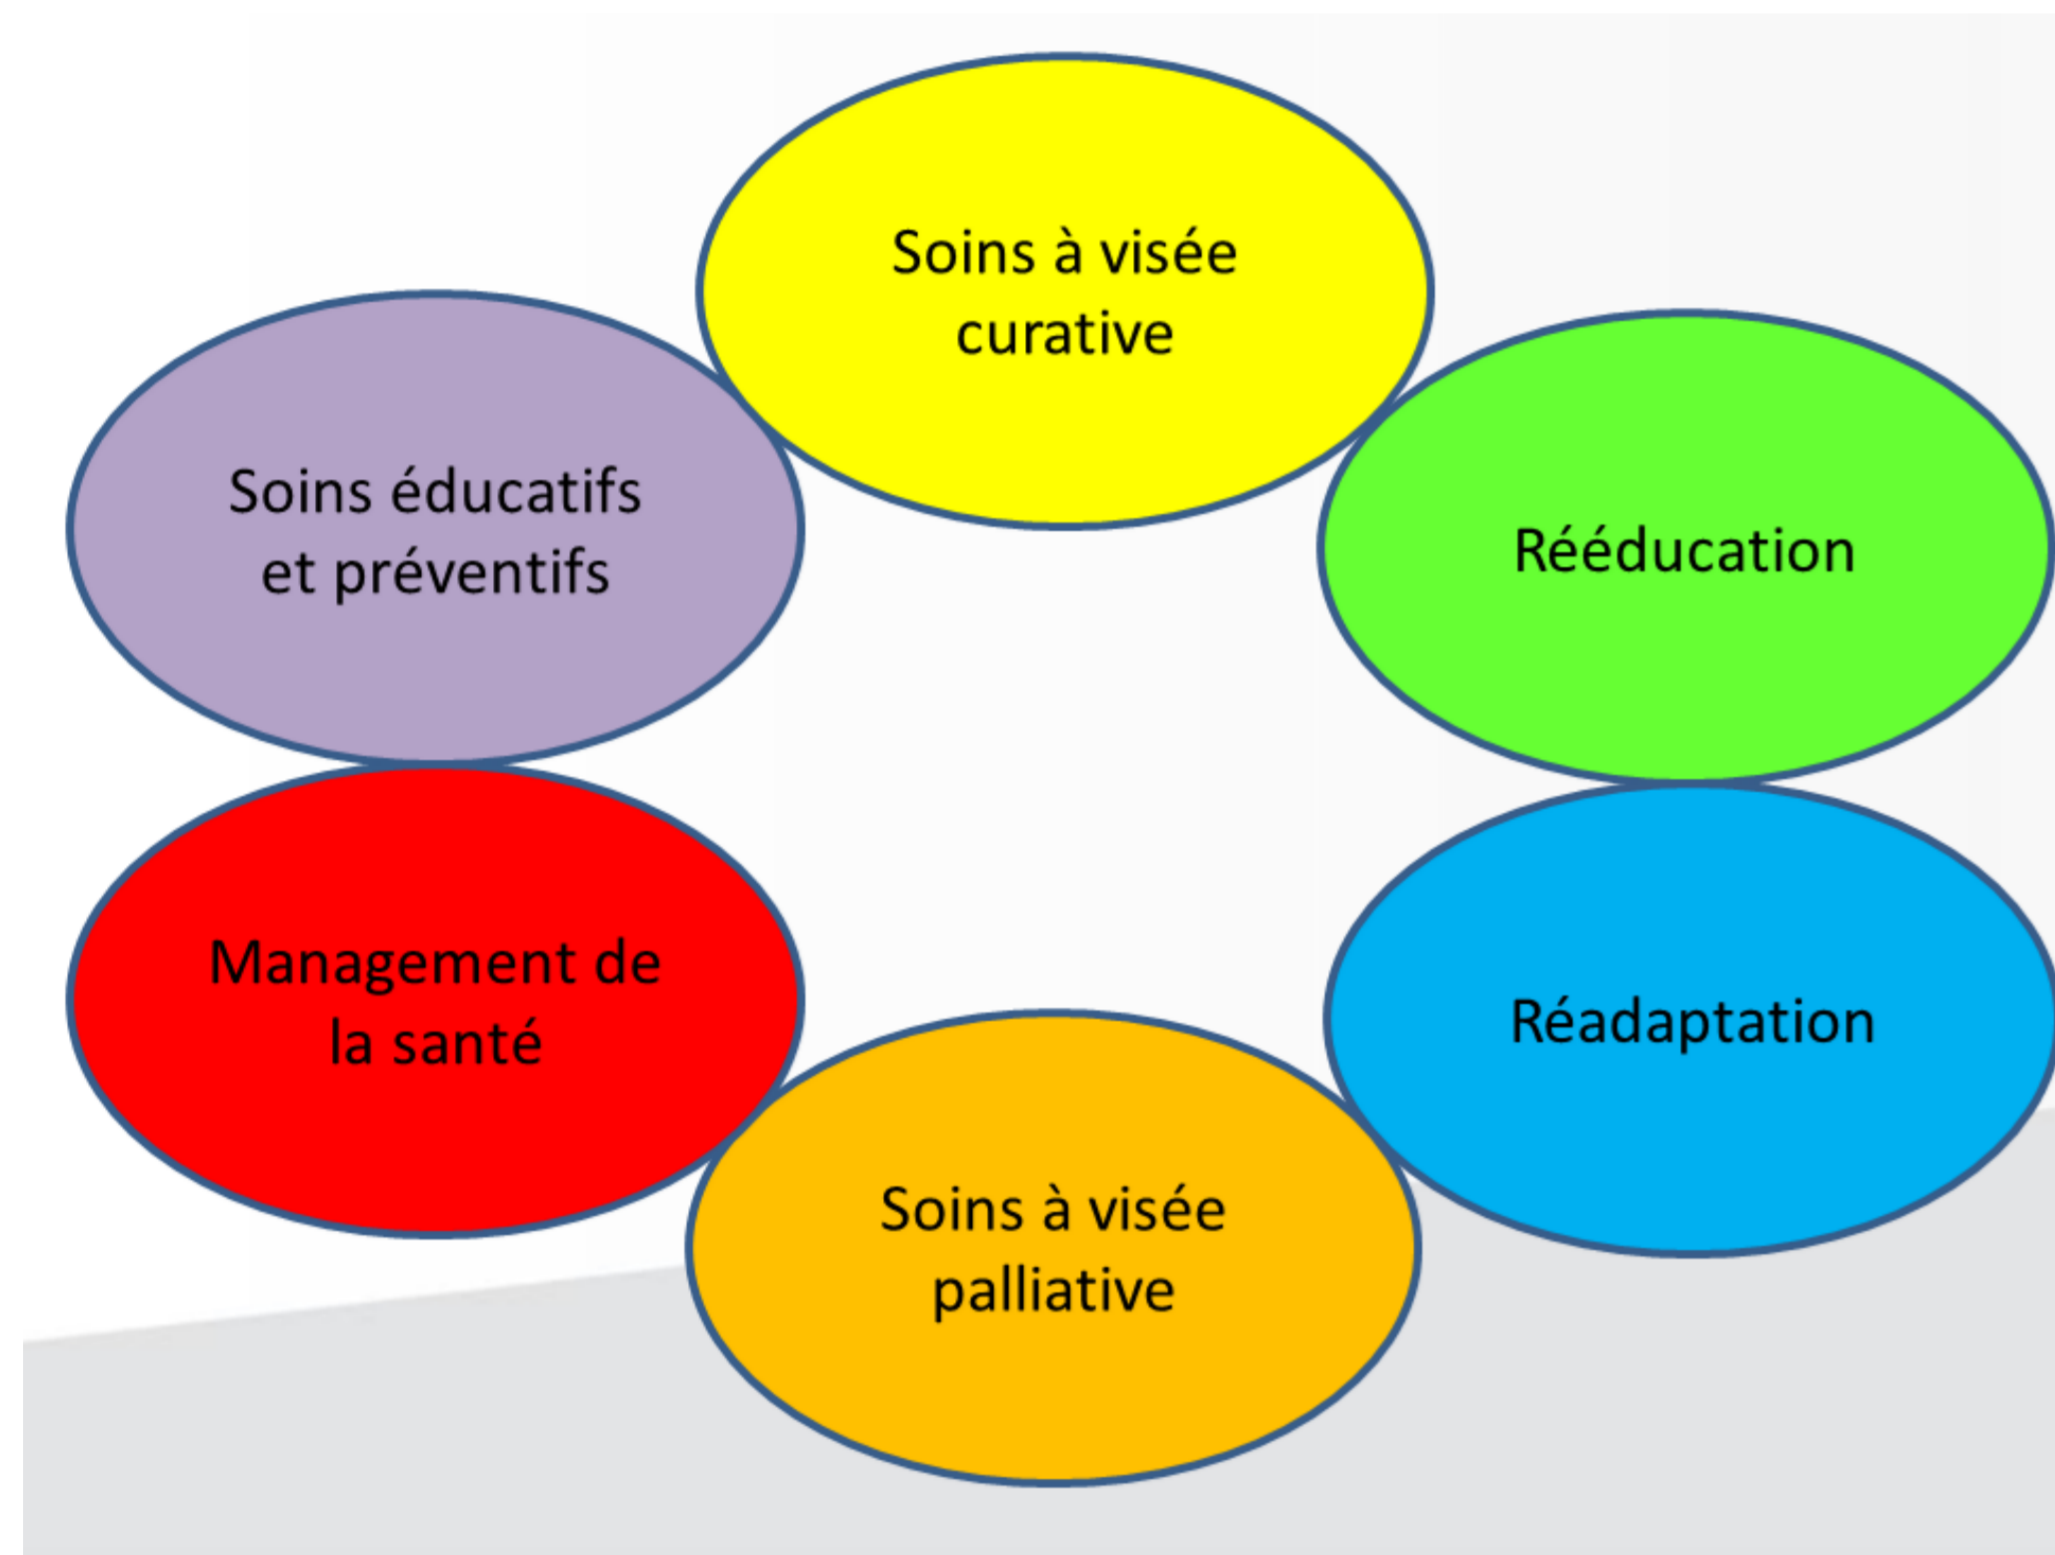 Soins à visée
curative
Soins éducatifs
et préventifs
Rééducation
Management de
la santé
Réadaptation
Soins à visée
palliative